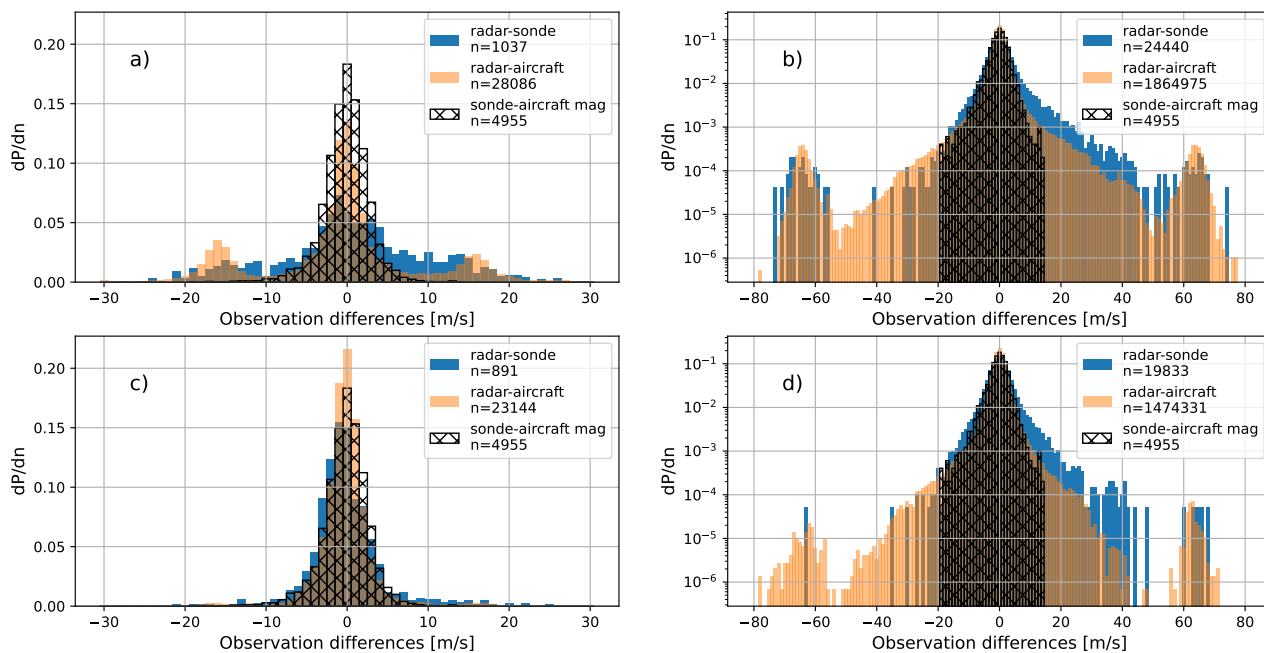 a)
radar-sonde
n=1037
radar-aircraft
n=28086
sonde-aircraft mag
n=4955
dP/dn
0.20
0.15
0.10
0.05
0.00
−30 −20 −10 0 10 20 30
Observation differences [m/s]
b)
radar-sonde
n=24440
radar-aircraft
n=1864975
sonde-aircraft mag
n=4955
dP/dn
10⁻¹
10⁻²
10⁻³
10⁻⁴
10⁻⁵
10⁻⁶
−80 −60 −40 −20 0 20 40 60 80
Observation differences [m/s]
c)
radar-sonde
n=891
radar-aircraft
n=23144
sonde-aircraft mag
n=4955
dP/dn
0.20
0.15
0.10
0.05
0.00
−30 −20 −10 0 10 20 30
Observation differences [m/s]
d)
radar-sonde
n=19833
radar-aircraft
n=1474331
sonde-aircraft mag
n=4955
dP/dn
10⁻¹
10⁻²
10⁻³
10⁻⁴
10⁻⁵
10⁻⁶
−80 −60 −40 −20 0 20 40 60 80
Observation differences [m/s]